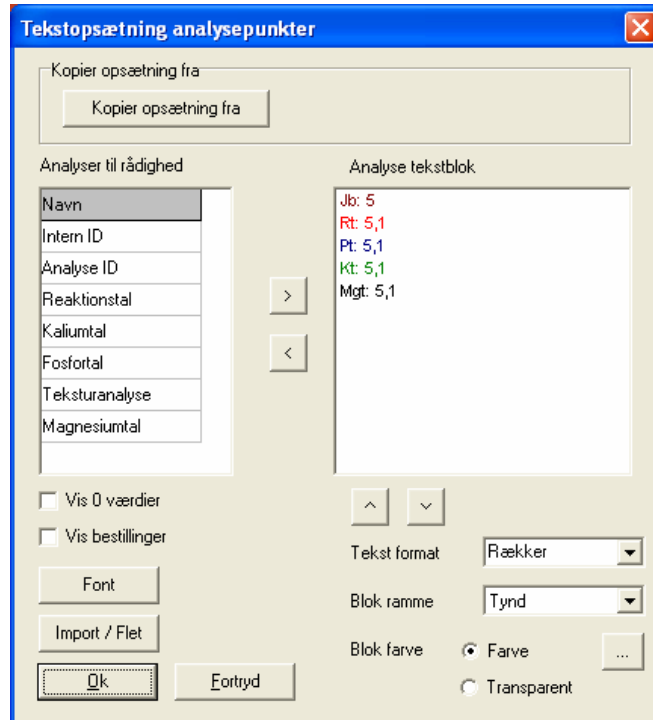 Tekstopsætning analysepunkter
Kopier opsætning fra
Kopier opsætning fra
Analyser til rådighed
Navn
Intern ID
Analyse ID
Reaktionstal
Kaliumtal
Fosfortal
Teksturanalyse
Magnesiumtal
>
<
Analyse tekstblok
Jb: 5
Rt: 5,1
Pt: 5,1
Kt: 5,1
Mgt: 5,1
Vis 0 værdier
Vis bestillinger
Font
Import / Flet
Ok
Fortryd
Tekst format
Rækker
Blok ramme
Tynd
Blok farve
Farve
...
Transparent